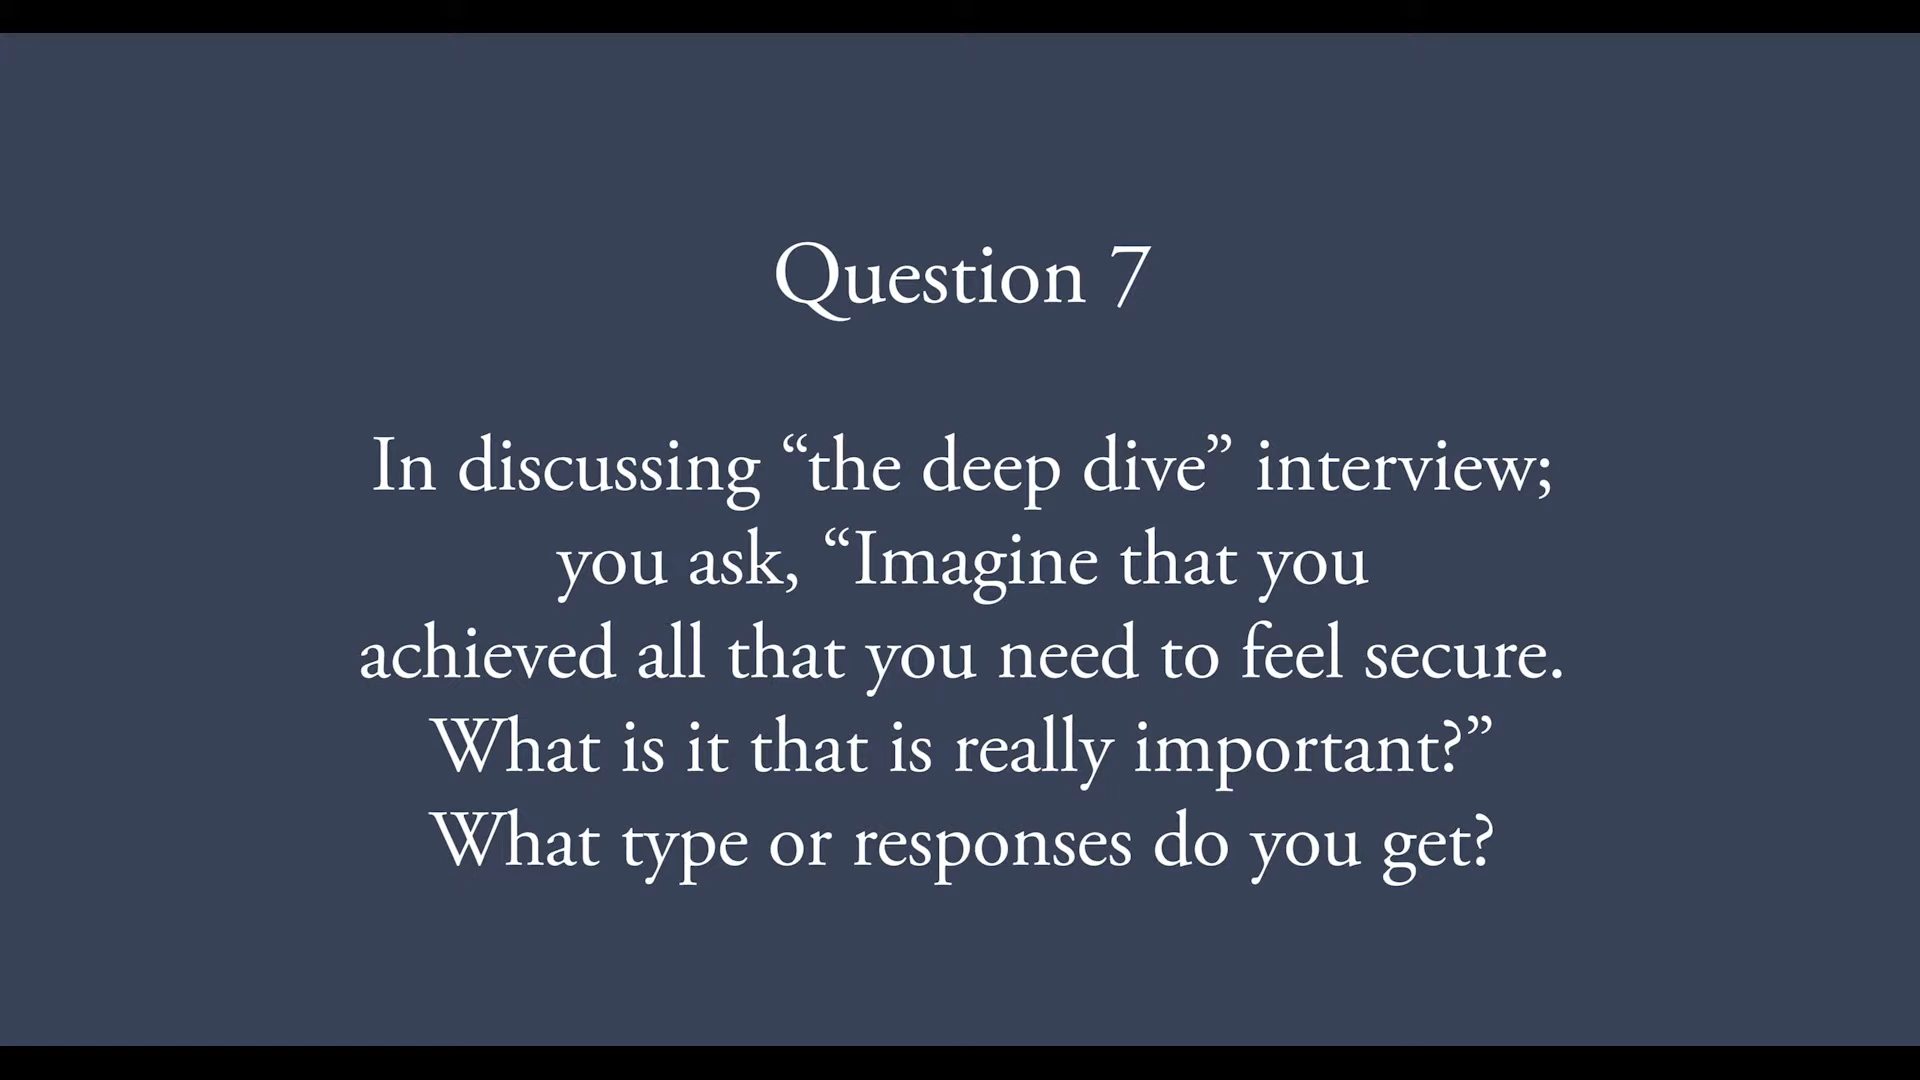 Question 7
In discussing “the deep dive” interview;
you ask, “Imagine that you
achieved all that you need to feel secure.
What is it that is really important?”
What type or responses do you get?